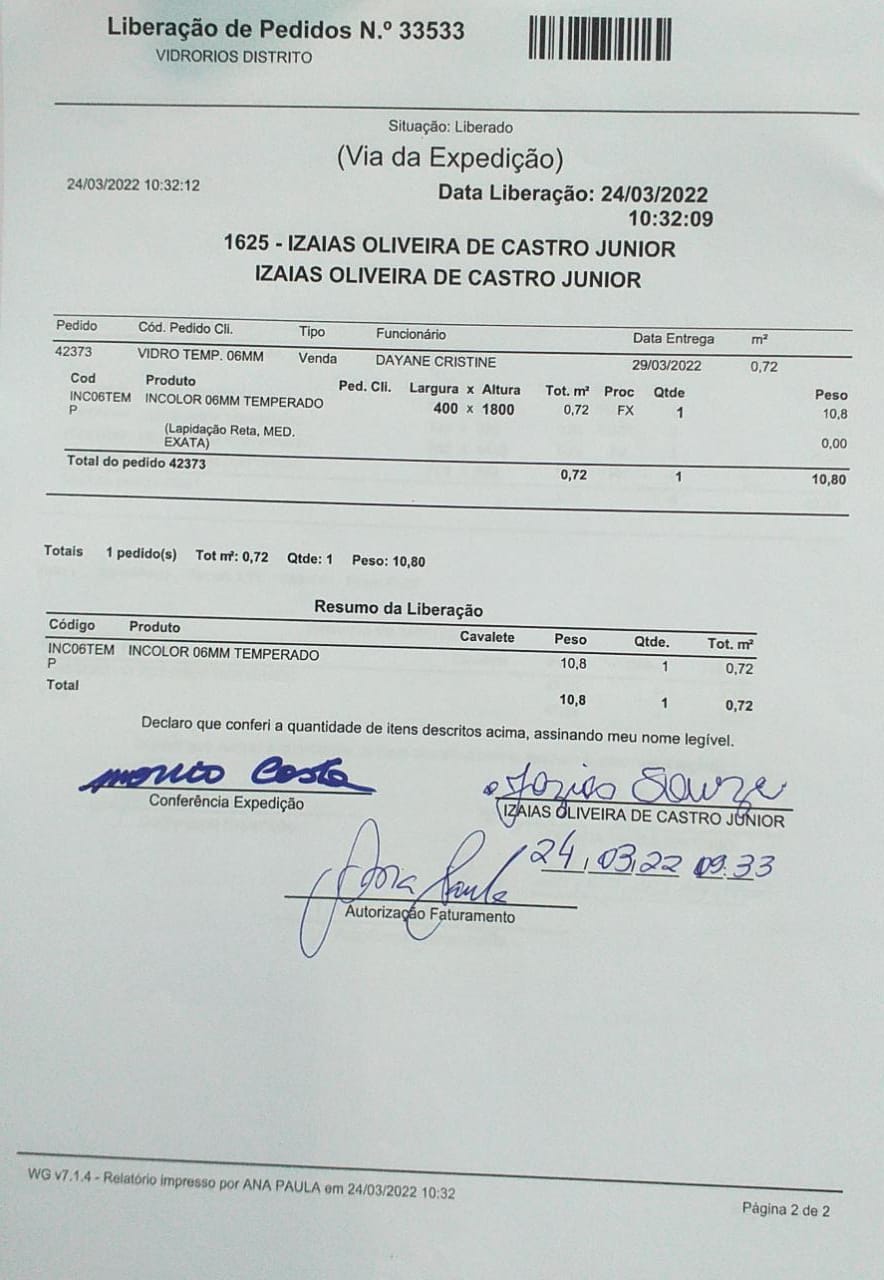 Liberação de Pedidos N.º 33533
VIDRORIOS DISTRITO
Situação: Liberado
(Via da Expedição)
24/03/2022 10:32:12
Data Liberação: 24/03/2022
10:32:09
1625 - IZAIAS OLIVEIRA DE CASTRO JUNIOR
IZAIAS OLIVEIRA DE CASTRO JUNIOR
Pedido Cód. Pedido Cli. Tipo Funcionário Data Entrega m²
42373 VIDRO TEMP. 06MM Venda DAYANE CRISTINE 29/03/2022 0,72
Cod Produto Ped. Cli. Largura x Altura Tot. m² Proc Qtde Peso
INC06TEM INCOLOR 06MM TEMPERADO 400 x 1800 0,72 FX 1 10,8
P
(Lapidação Reta, MED.
EXATA) 0,00
Total do pedido 42373 0,72 1 10,80
Totais 1 pedido(s) Tot m²: 0,72 Qtde: 1 Peso: 10,80
Resumo da Liberação
Código Produto Cavalete Peso Qtde. Tot. m²
INC06TEM INCOLOR 06MM TEMPERADO 10,8 1 0,72
P
Total 10,8 1 0,72
Declaro que conferi a quantidade de itens descritos acima, assinando meu nome legível.
Costa
Conferência Expedição
Souza
IZAIAS OLIVEIRA DE CASTRO JUNIOR
24,03,22 09:33
Ana Paula
Autorização Faturamento
WG v7.1.4 - Relatório impresso por ANA PAULA em 24/03/2022 10:32
Página 2 de 2